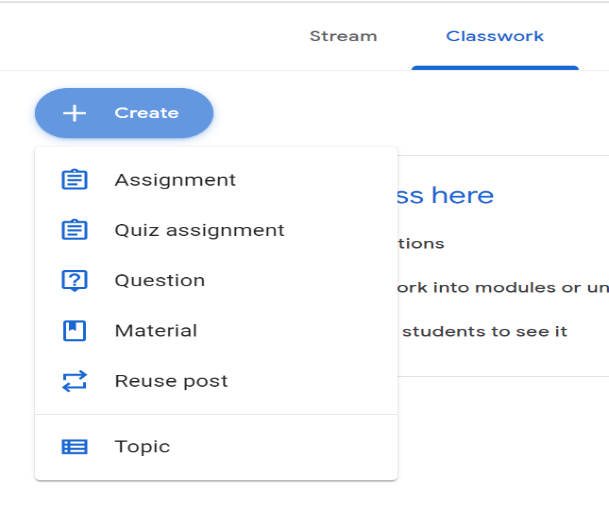 Stream Classwork
Create
Assignment
ss here
Quiz assignment
tions
Question
ork into modules or un
Material
students to see it
Reuse post
Topic